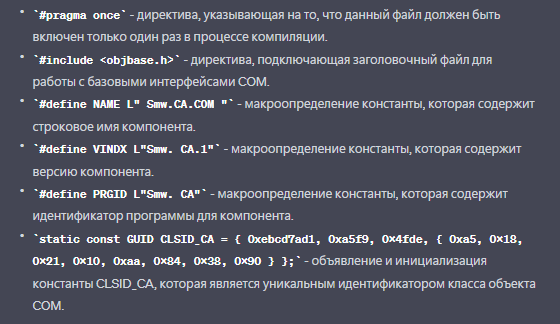 • `#pragma once` - директива, указывающая на то, что данный файл должен быть
включен только один раз в процессе компиляции.
• `#include <objbase.h>` - директива, подключающая заголовочный файл для
работы с базовыми интерфейсами COM.
• `#define NAME L" Smw.CA.COM "` - макроопределение константы, которая содержит
строковое имя компонента.
• `#define VINDX L"Smw. CA.1"` - макроопределение константы, которая содержит
версию компонента.
• `#define PRGID L"Smw. CA"` - макроопределение константы, которая содержит
идентификатор программы для компонента.
• `static const GUID CLSID_CA = { 0xebcd7ad1, 0xa5f9, 0x4fde, { 0xa5, 0x18,
0x21, 0x10, 0xaa, 0x84, 0x38, 0x90 } };` - объявление и инициализация
константы CLSID_CA, которая является уникальным идентификатором класса объекта
COM.